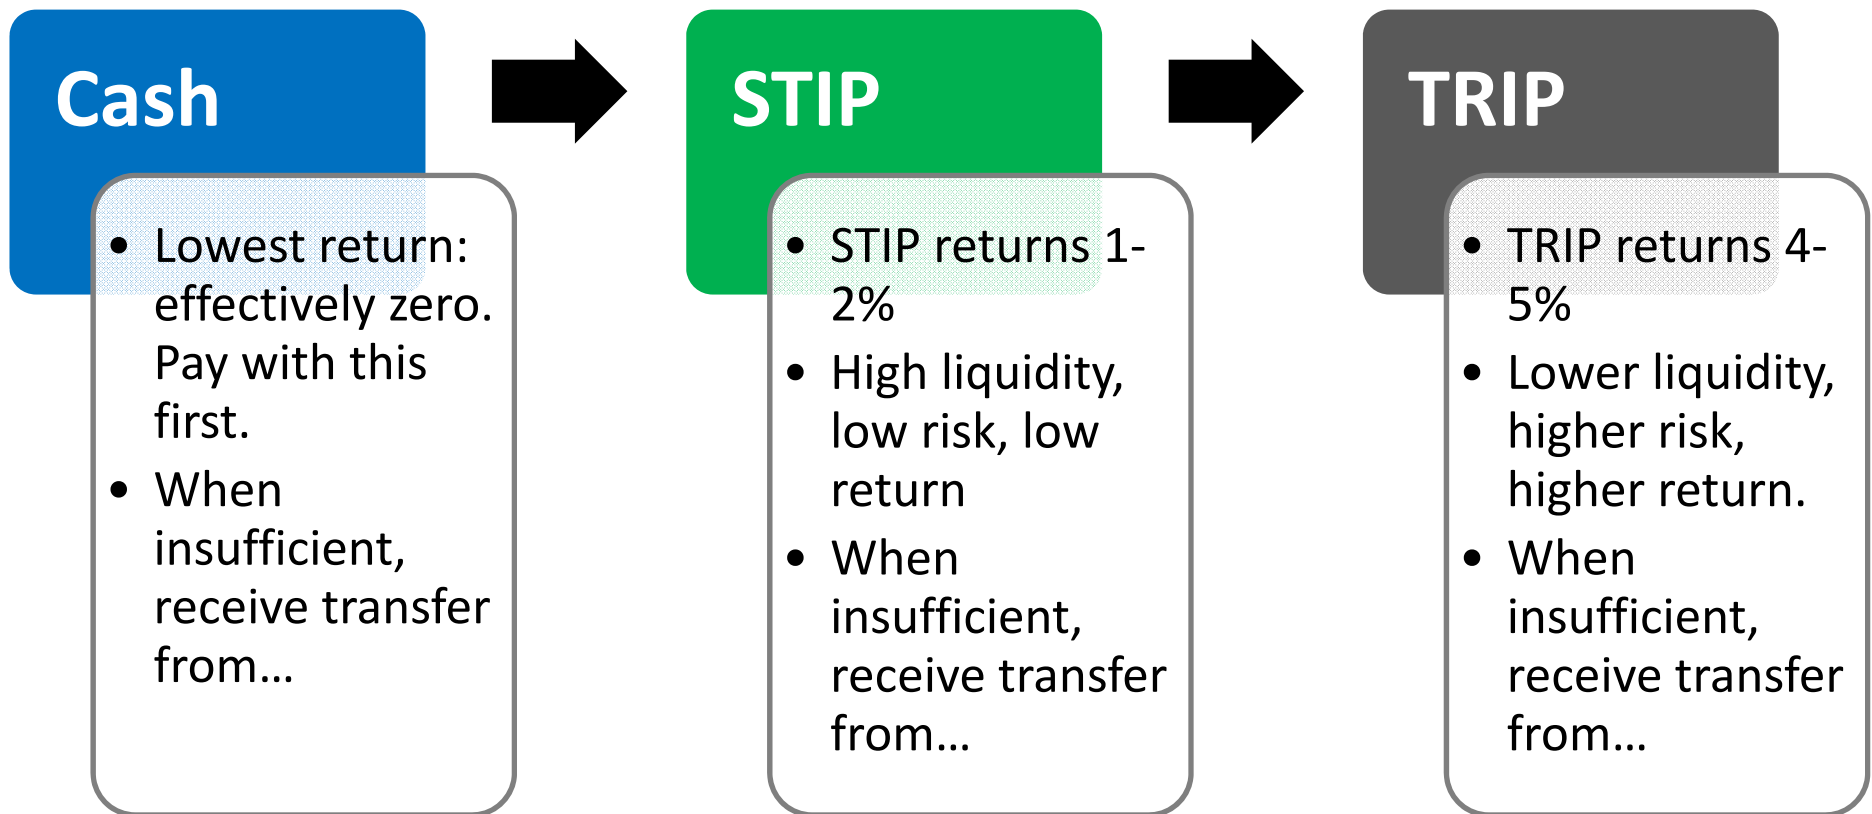 Cash
• Lowest return:
effectively zero.
Pay with this
first.
• When
insufficient,
receive transfer
from...
STIP
• STIP returns 1-
2%
• High liquidity,
low risk, low
return
• When
insufficient,
receive transfer
from...
TRIP
• TRIP returns 4-
5%
• Lower liquidity,
higher risk,
higher return.
• When
insufficient,
receive transfer
from...